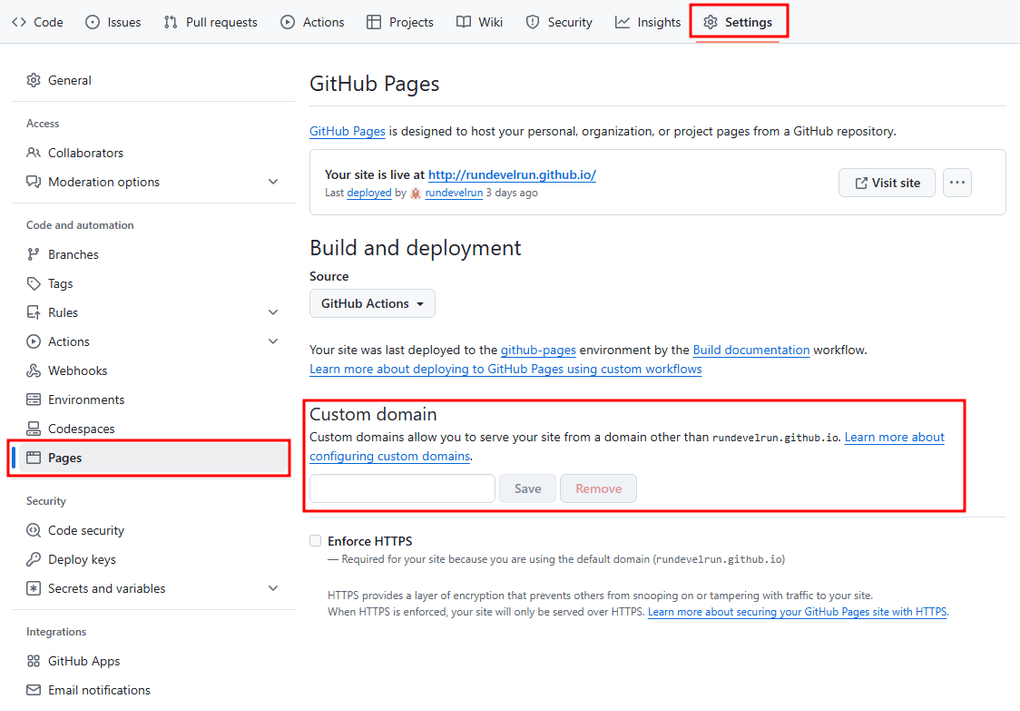 Code Issues Pull requests Actions Projects Wiki Security Insights Settings
General
Access
Collaborators
Moderation options
Code and automation
Branches
Tags
Rules
Actions
Webhooks
Environments
Codespaces
Pages
Security
Code security
Deploy keys
Secrets and variables
Integrations
GitHub Apps
Email notifications
GitHub Pages
GitHub Pages is designed to host your personal, organization, or project pages from a GitHub repository.
Your site is live at http://rundevelrun.github.io/
Last deployed by rundevelrun 3 days ago
Visit site
Build and deployment
Source
GitHub Actions
Your site was last deployed to the github-pages environment by the Build documentation workflow.
Learn more about deploying to GitHub Pages using custom workflows
Custom domain
Custom domains allow you to serve your site from a domain other than rundevelrun.github.io. Learn more about
configuring custom domains.
Save Remove
Enforce HTTPS
— Required for your site because you are using the default domain (rundevelrun.github.io)
HTTPS provides a layer of encryption that prevents others from snooping on or tampering with traffic to your site.
When HTTPS is enforced, your site will only be served over HTTPS. Learn more about securing your GitHub Pages site with HTTPS.